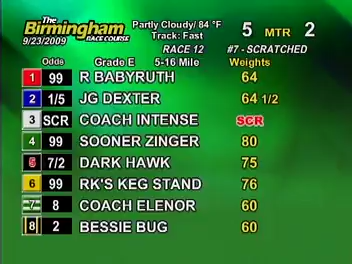 The
Birmingham
RACE COURSE
9/23/2009
Partly Cloudy/ 84 °F
Track: Fast
5 MTR 2
RACE 12 #7 - SCRATCHED
Odds Grade E 5-16 Mile Weights
1 99 R BABYRUTH 64
2 1/5 JG DEXTER 64 1/2
3 SCR COACH INTENSE SCR
4 99 SOONER ZINGER 80
5 7/2 DARK HAWK 75
6 99 RK'S KEG STAND 76
7 8 COACH ELENOR 60
8 2 BESSIE BUG 60